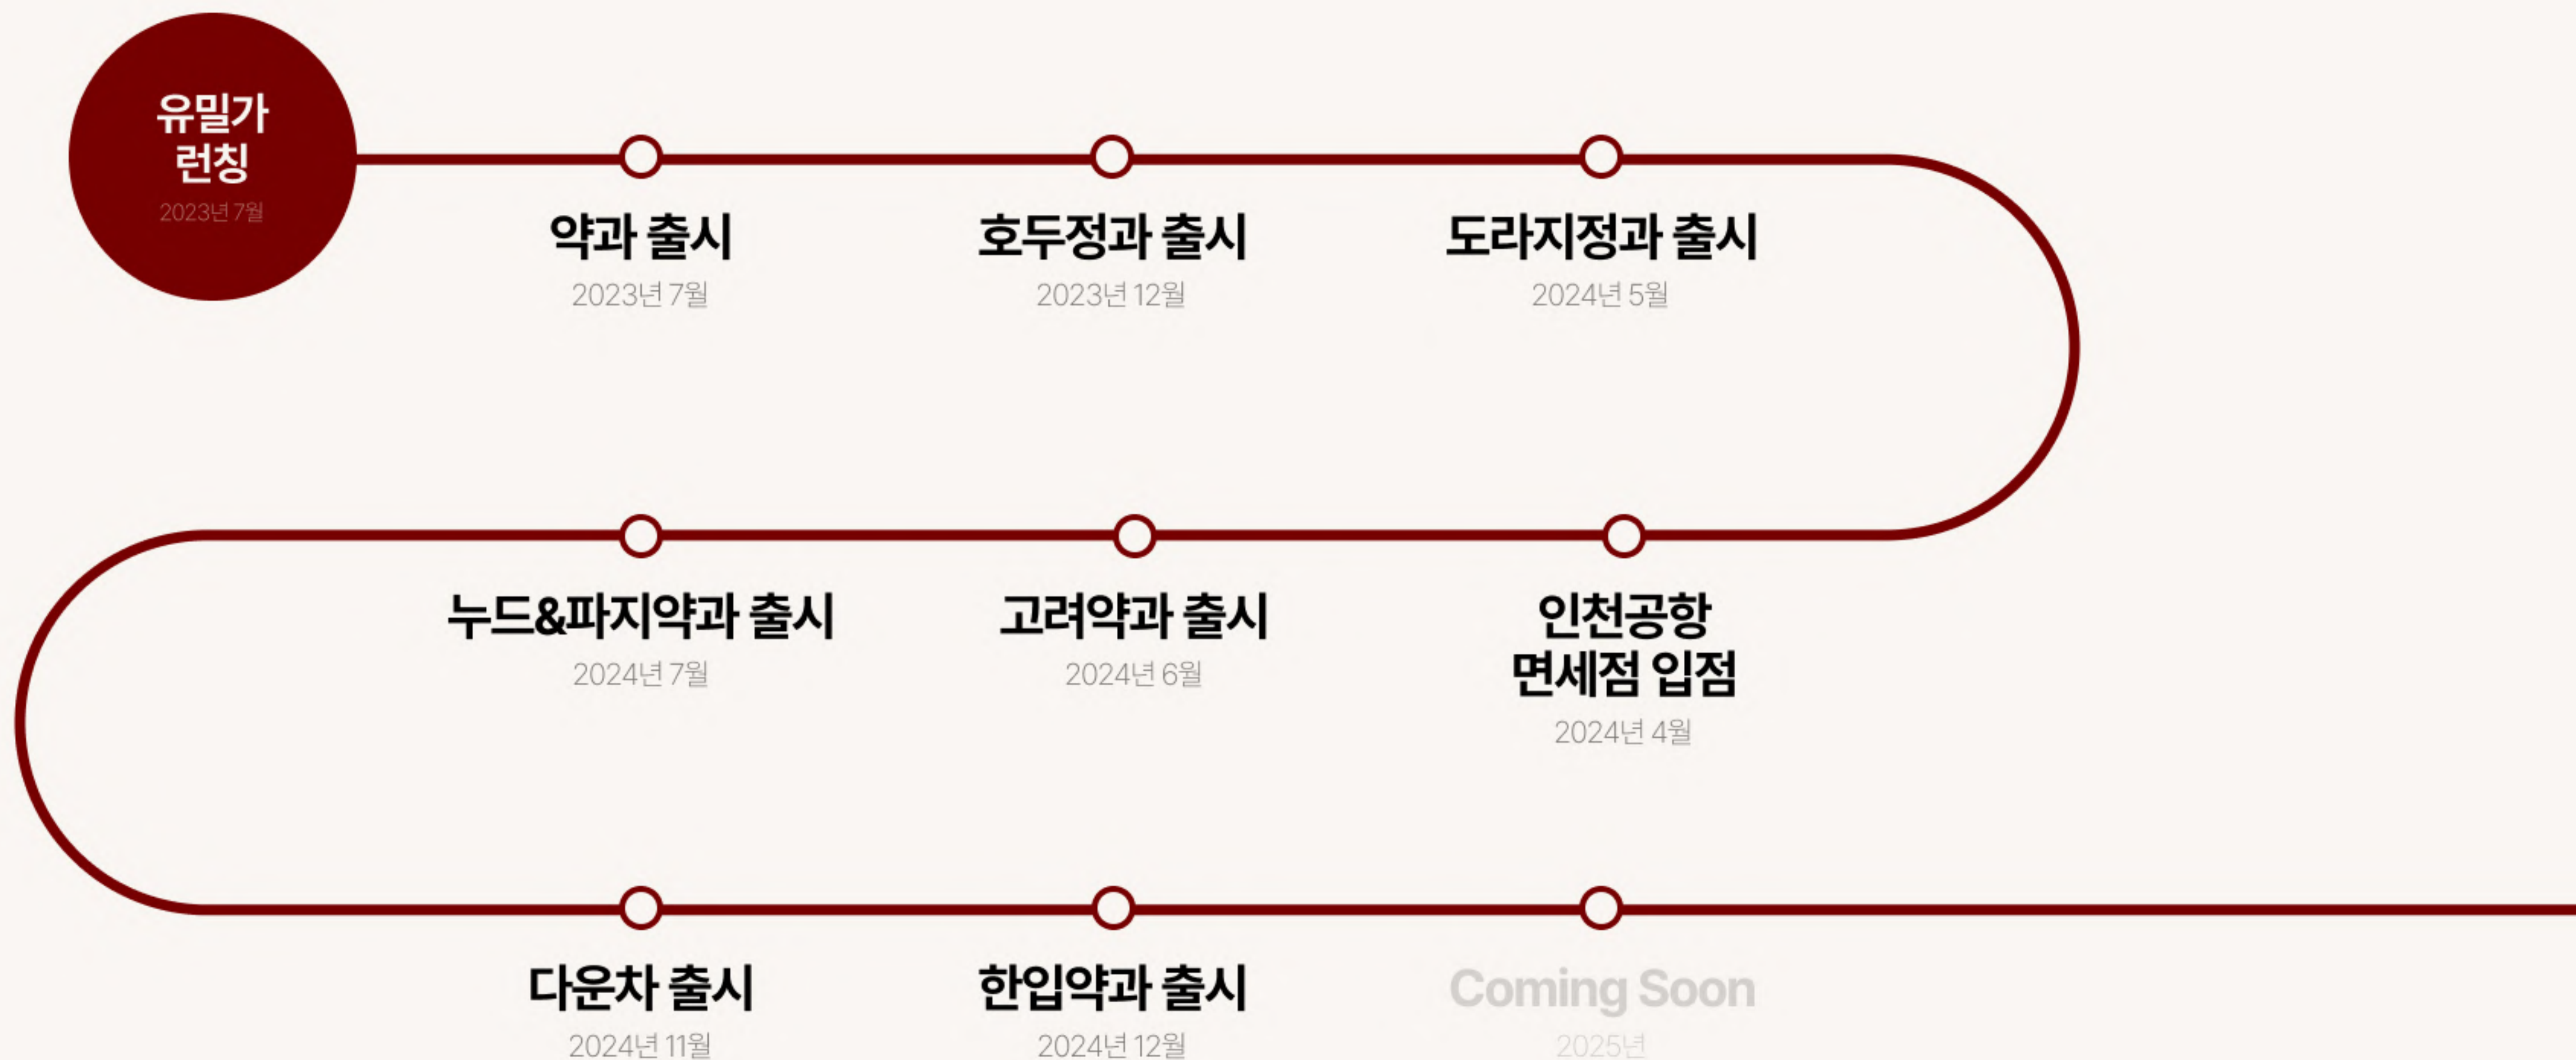 유밀가
런칭
2023년 7월
약과 출시
2023년 7월
호두정과 출시
2023년 12월
도라지정과 출시
2024년 5월
누드&파지약과 출시
2024년 7월
고려약과 출시
2024년 6월
인천공항
면세점 입점
2024년 4월
다운차 출시
2024년 11월
한입약과 출시
2024년 12월
Coming Soon
2025년